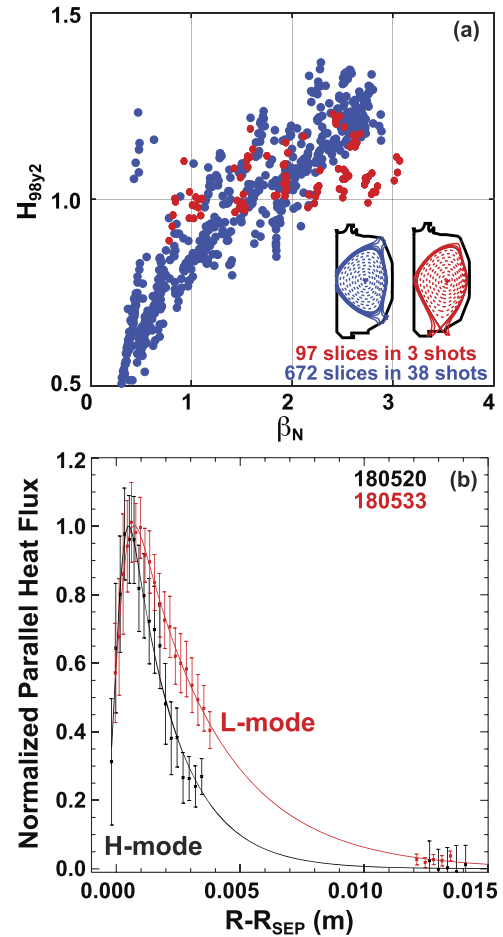 1.5
(a)
H98y2
1.0
97 slices in 3 shots
672 slices in 38 shots
0.5
0 1 2 3 4
βN
1.2
180520 (b)
180533
Normalized Parallel Heat Flux
1.0
0.8
0.6
L-mode
0.4
0.2
H-mode
0.0
0.000 0.005 0.010 0.015
R-RSEP (m)